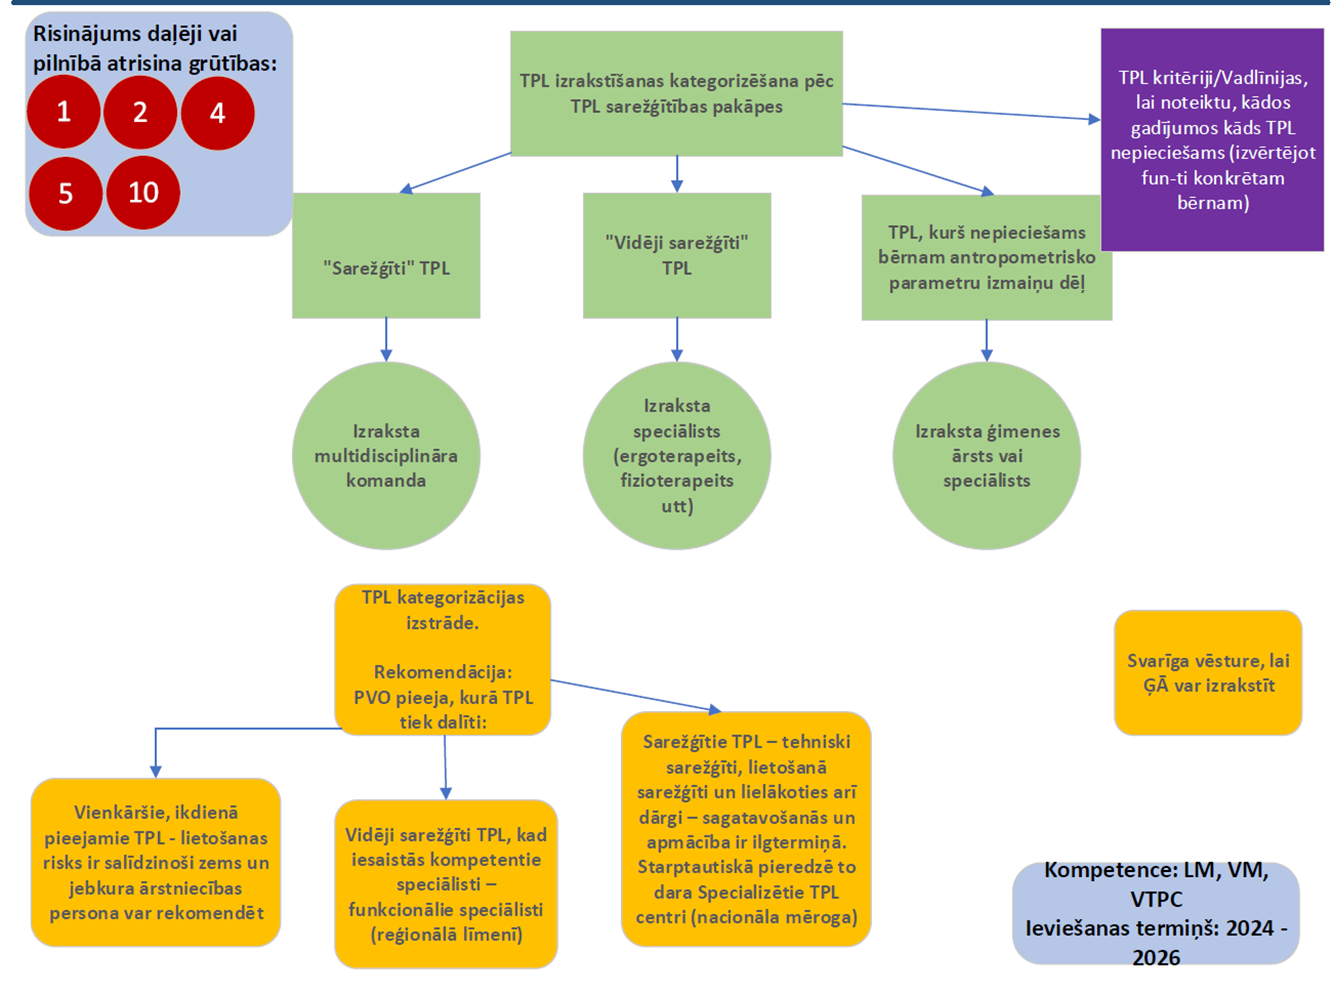 Risinājums daļēji vai
pilnībā atrisina grūtības:
1
2
4
5
10
TPL izrakstīšanas kategorizēšana pēc
TPL sarežģītības pakāpes
TPL kritēriji/Vadlīnijas,
lai noteiktu, kādos
gadījumos kāds TPL
nepieciešams (izvērtējot
fun-ti konkrētam
bērnam)
"Sarežģīti" TPL
"Vidēji sarežģīti"
TPL
TPL, kurš nepieciešams
bērnam antropometrisko
parametru izmaiņu dēļ
Izraksta
multidisciplināra
komanda
Izraksta
speciālists
(ergoterapeits,
fizioterapeits
utt)
Izraksta ģimenes
ārsts vai
speciālists
TPL kategorizācijas
izstrāde.
Rekomendācija:
PVO pieeja, kurā TPL
tiek dalīti:
Svarīga vēsture, lai
ĢĀ var izrakstīt
Vienkāršie, ikdienā
pieejamie TPL - lietošanas
risks ir salīdzinoši zems un
jebkura ārstniecības
persona var rekomendēt
Vidēji sarežģīti TPL, kad
iesaistās kompetentie
speciālisti –
funkcionālie speciālisti
(reģionālā līmenī)
Sarežģītie TPL – tehniski
sarežģīti, lietošanā
sarežģīti un lielākoties arī
dārgi – sagatavošanās un
apmācība ir ilgtermiņā.
Starptautiskā pieredzē to
dara Specializētie TPL
centri (nacionāla mēroga)
Kompetence: LM, VM,
VTPC
Ieviešanas termiņš: 2024 -
2026